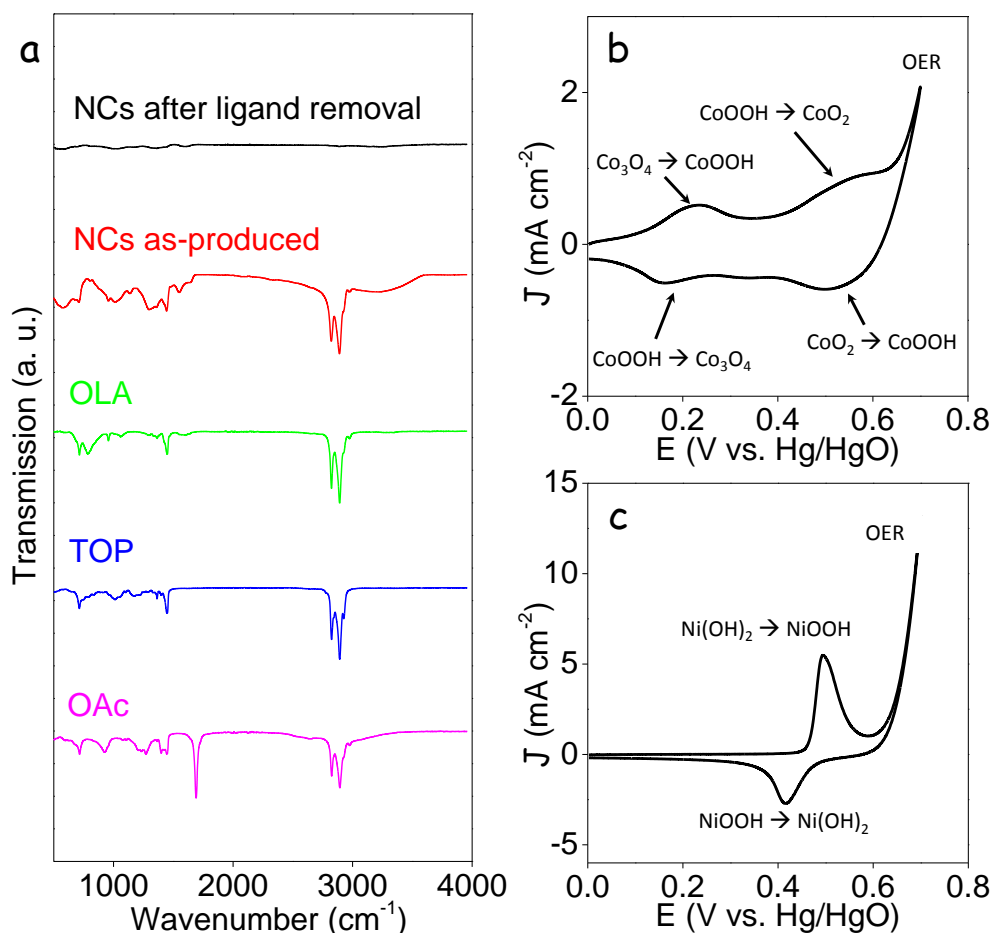 a
NCs after ligand removal
NCs as-produced
OLA
TOP
OAc
Transmission (a. u.)
1000 2000 3000 4000
Wavenumber (cm⁻¹)
b
OER
CoOOH → CoO₂
Co₃O₄ → CoOOH
CoOOH → Co₃O₄
CoO₂ → CoOOH
2
0
-2
J (mA cm⁻²)
0.0 0.2 0.4 0.6 0.8
E (V vs. Hg/HgO)
c
OER
Ni(OH)₂ → NiOOH
NiOOH → Ni(OH)₂
15
10
5
0
-5
J (mA cm⁻²)
0.0 0.2 0.4 0.6 0.8
E (V vs. Hg/HgO)